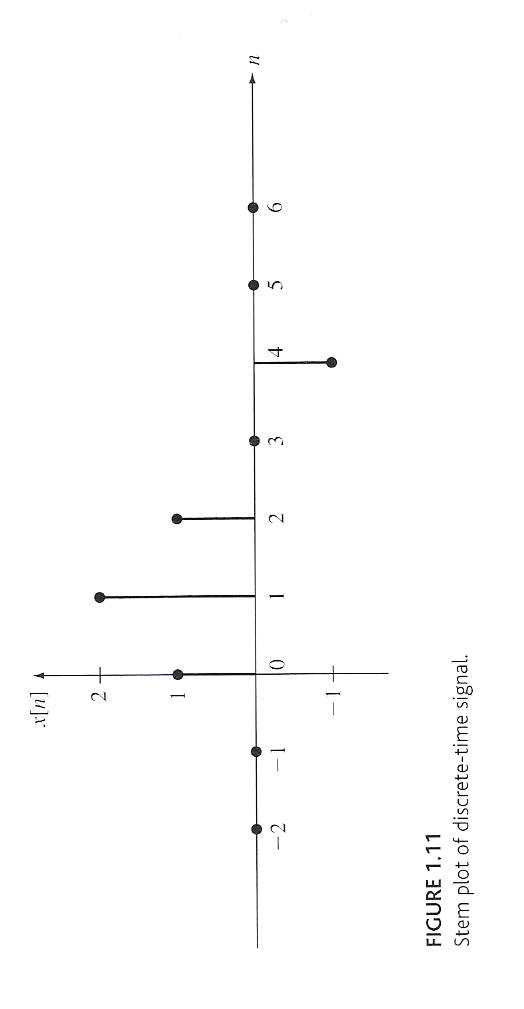 x[n]
2
1
−2 −1 0 1 2 3 4 5 6 n
−1
FIGURE 1.11
Stem plot of discrete-time signal.